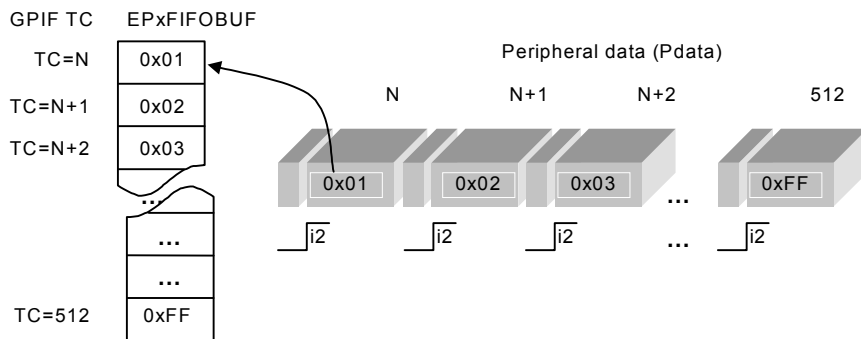 GPIF TC EPxFIFOBUF
TC=N 0x01
TC=N+1 0x02
TC=N+2 0x03
...
...
...
TC=512 0xFF
Peripheral data (Pdata)
N N+1 N+2 512
0x01 0x02 0x03 ... 0xFF
i2 i2 i2 ... i2